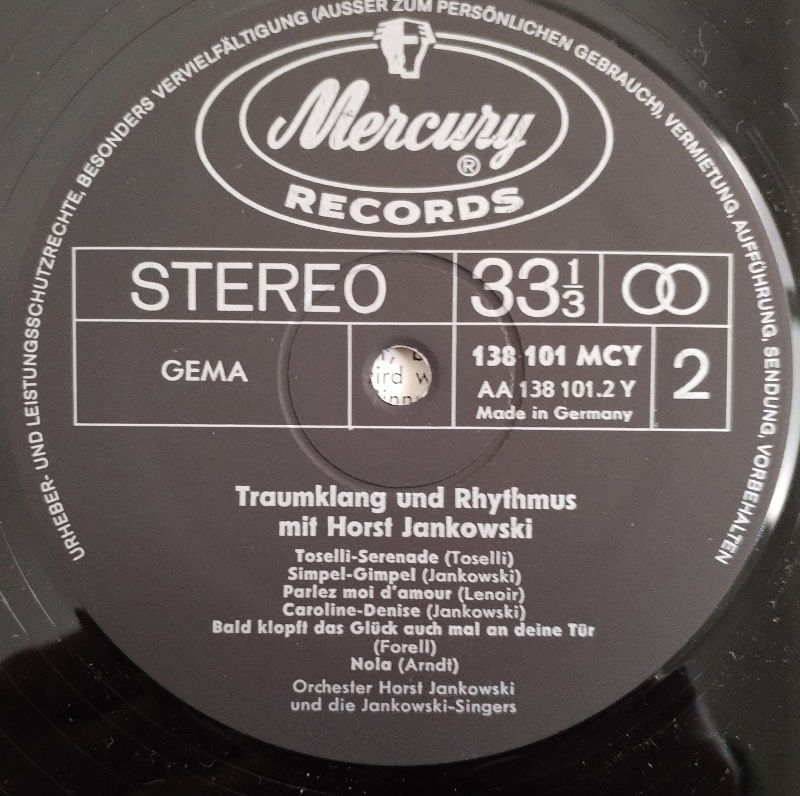 URHEBER- UND LEISTUNGSSCHUTZRECHTE, BESONDERS VERVIELFÄLTIGUNG (AUSSER ZUM PERSÖNLICHEN GEBRAUCH), VERMIETUNG, AUFFÜHRUNG, SENDUNG, VORBEHALTEN
Mercury ®
RECORDS
STEREO 33 1/3
GEMA
138 101 MCY
AA 138 101.2 Y
Made in Germany
2
Traumklang und Rhythmus
mit Horst Jankowski
Toselli-Serenade (Toselli)
Simpel-Gimpel (Jankowski)
Parlez moi d'amour (Lenoir)
Caroline-Denise (Jankowski)
Bald klopft das Glück auch mal an deine Tür
(Forell)
Nola (Arndt)
Orchester Horst Jankowski
und die Jankowski-Singers